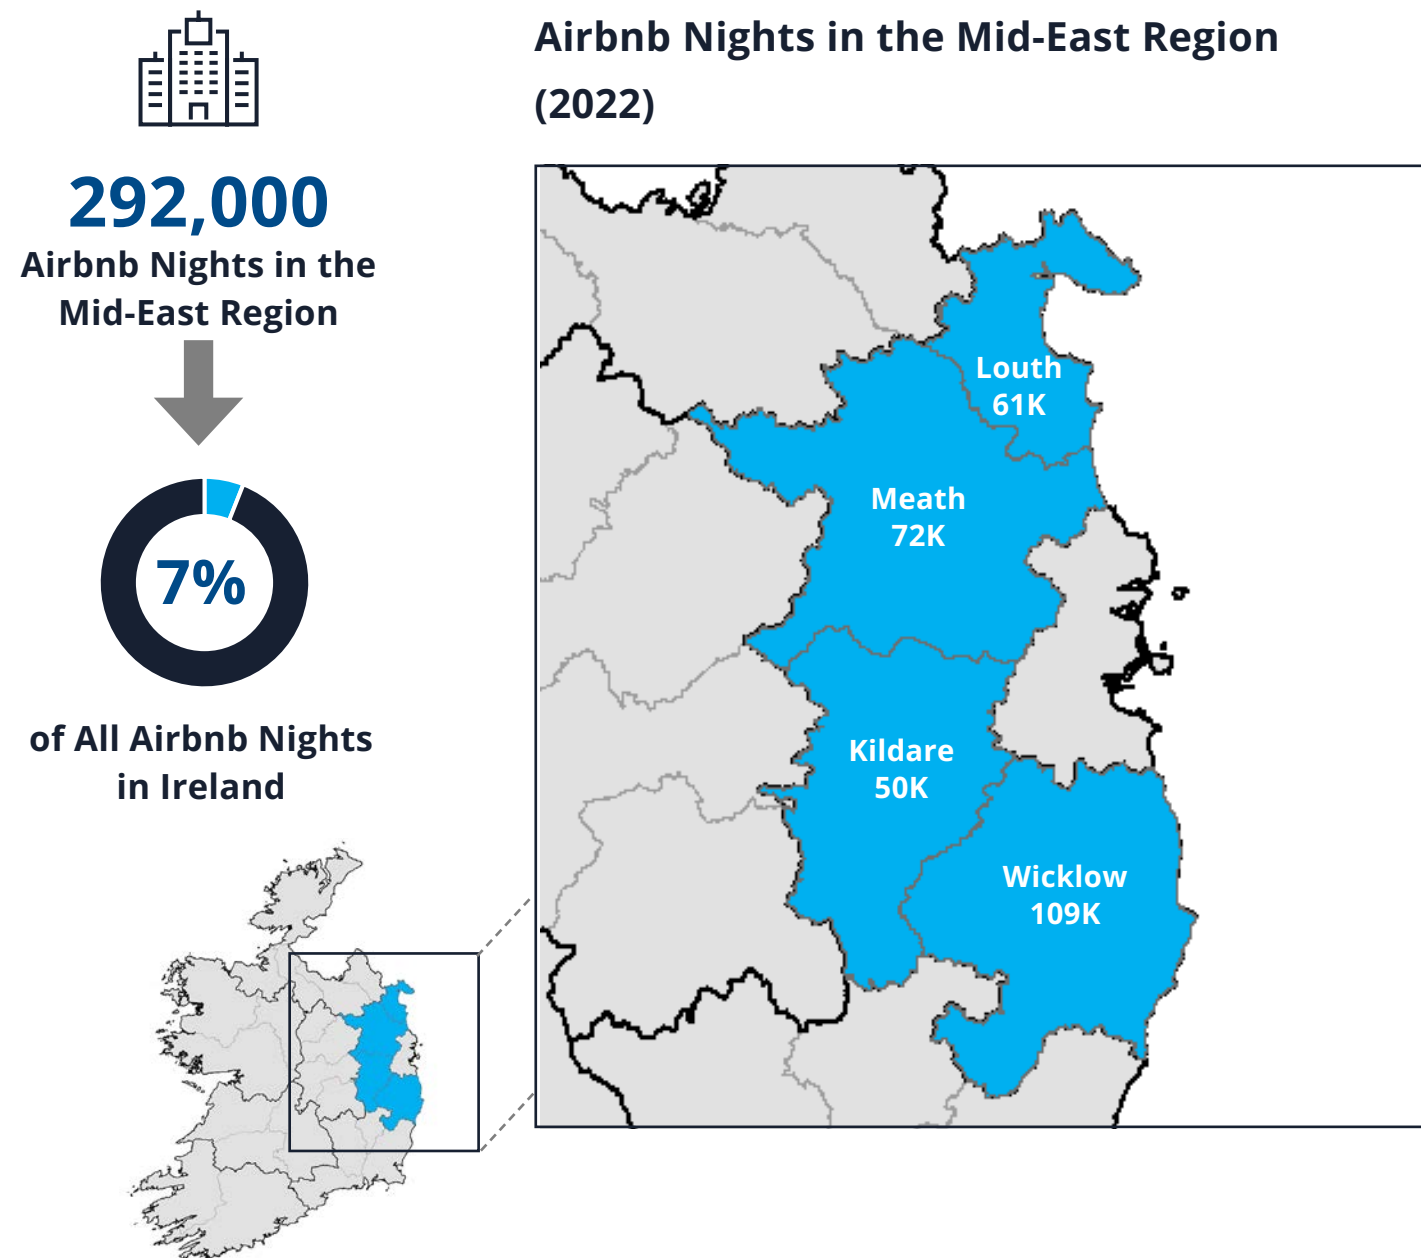 292,000
Airbnb Nights in the
Mid-East Region
7%
of All Airbnb Nights
in Ireland
Airbnb Nights in the Mid-East Region
(2022)
Louth
61K
Meath
72K
Kildare
50K
Wicklow
109K